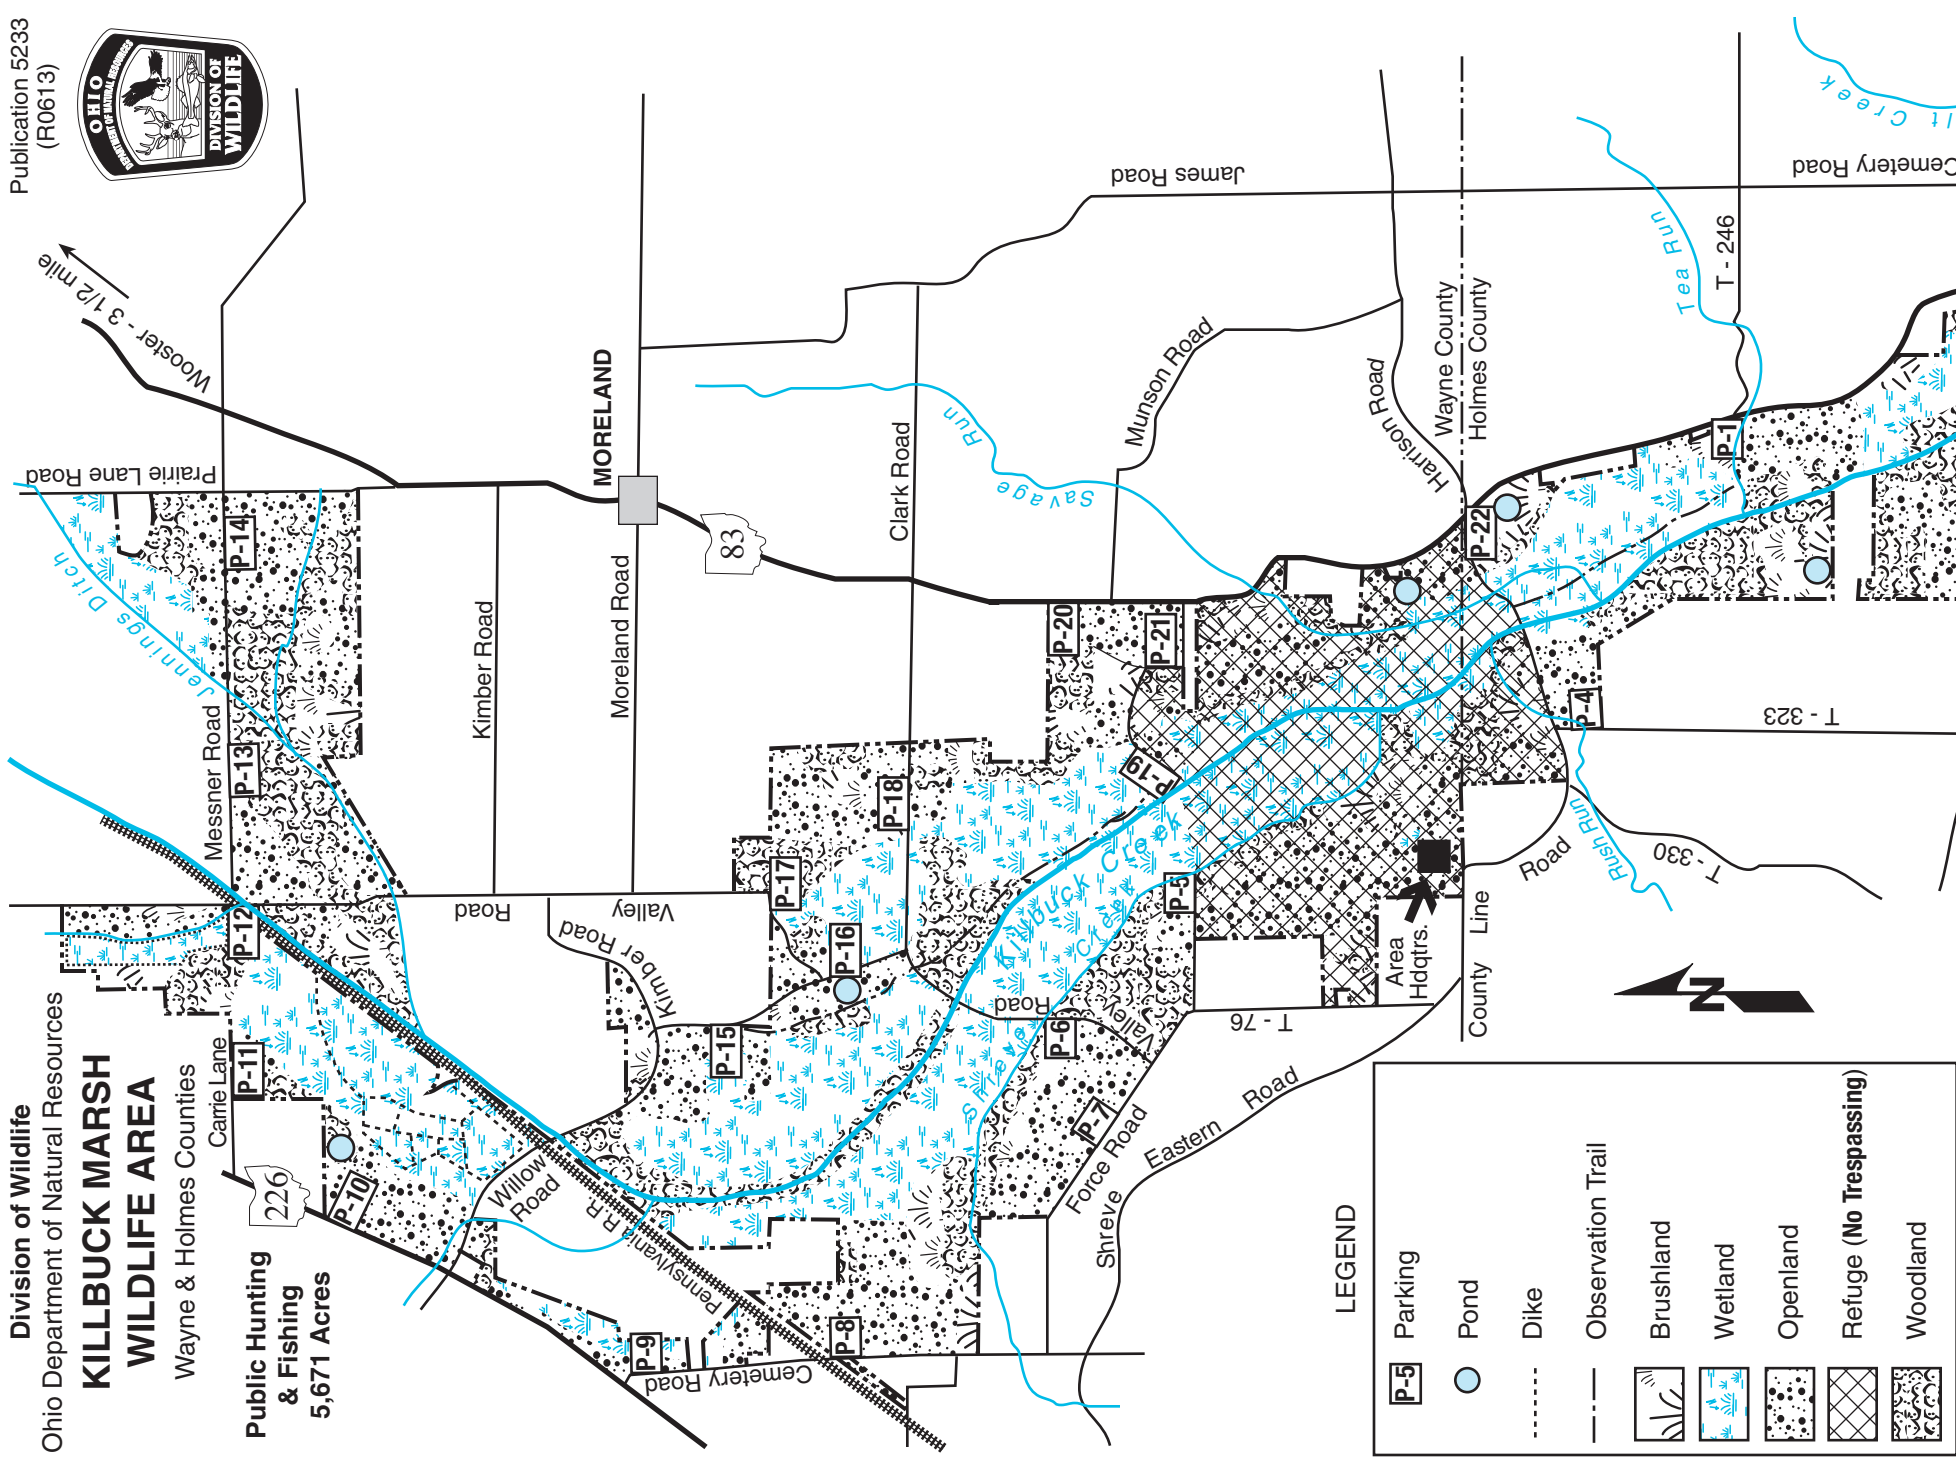 Division of Wildlife
Ohio Department of Natural Resources
KILLBUCK MARSH
WILDLIFE AREA
Wayne & Holmes Counties
Public Hunting
& Fishing
5,671 Acres
Publication 5233
(R0613)
OHIO
DEPARTMENT OF NATURAL RESOURCES
DIVISION OF
WILDLIFE
Wooster - 3 1/2 mile
Prairie Lane Road
Jennings Ditch
Messner Road
Carrie Lane
P-14
P-13
P-12
P-11
P-10
226
Willow
Road
Pennsylvania R.R.
Kimber Road
Moreland Road
MORELAND
83
Valley
Road
Kimber Road
Clark Road
P-9
P-8
Cemetery Road
P-15
P-16
P-17
P-18
P-19
P-20
P-21
P-22
Savage
Run
Munson Road
James Road
Harrison Road
Wayne County
Holmes County
Killbuck Creek
Shreve
Creek
Valley
Road
P-5
P-6
P-7
Force Road
Shreve
Eastern
Road
T - 76
Area
Hdqtrs.
County
Line
Road
P-4
P-1
Rush Run
T - 330
T - 323
T - 246
Tea Run
lt Creek
Cemetery Road
N
LEGEND
P-5
Parking
Pond
Dike
Observation Trail
Brushland
Wetland
Openland
Refuge (No Trespassing)
Woodland